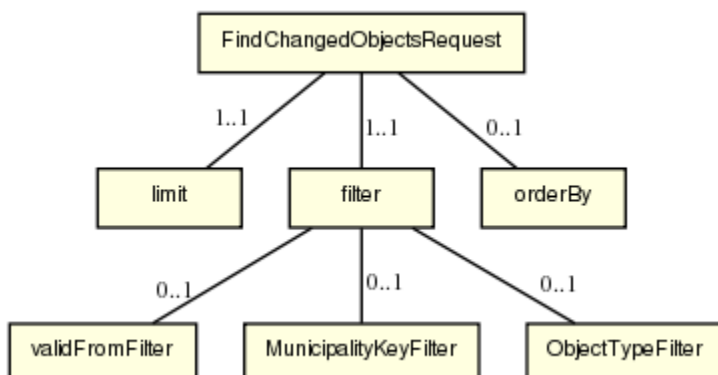 FindChangedObjectsRequest
1..1
1..1
0..1
limit
filter
orderBy
0..1
0..1
0..1
validFromFilter
MunicipalityKeyFilter
ObjectTypeFilter